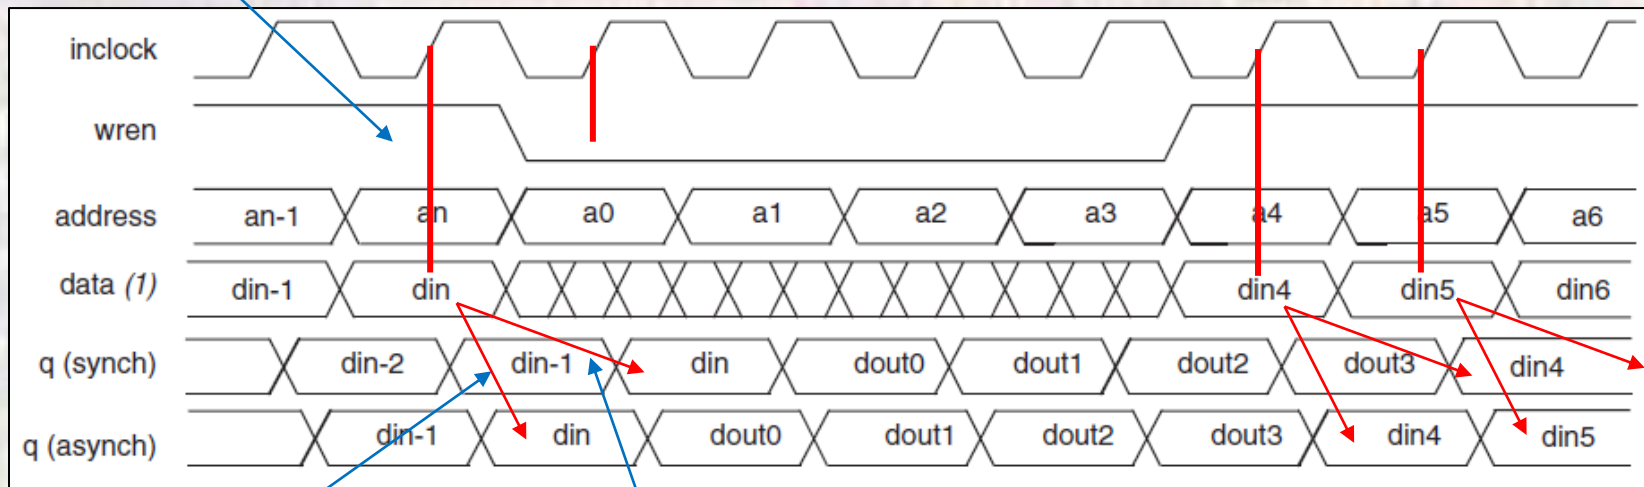 inclock
wren
address an-1 an a0 a1 a2 a3 a4 a5 a6
data (1) din-1 din din4 din5 din6
q (synch) din-2 din-1 din dout0 dout1 dout2 dout3 din4
q (asynch) din-1 din dout0 dout1 dout2 dout3 din4 din5